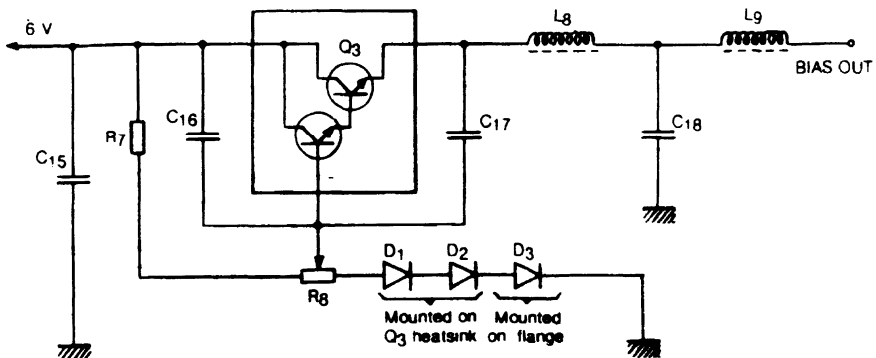 6 V
Q3
L8
L9
BIAS OUT
C16
C17
C18
R7
C15
D1 D2 D3
R8
Mounted on Mounted
Q3 heatsink on flange